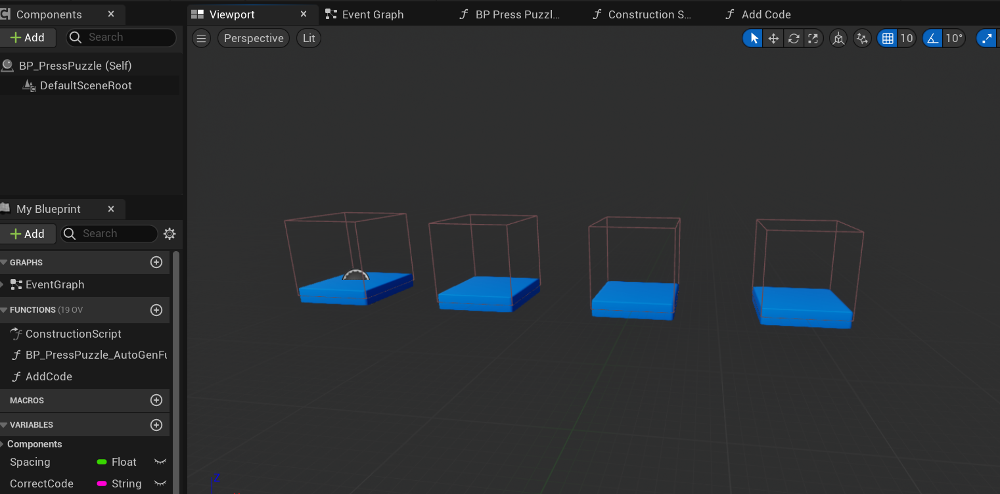 Components
Viewport
Event Graph
BP Press Puzzl...
Construction S...
Add Code
Add
Search
Perspective
Lit
10
10°
BP_PressPuzzle (Self)
DefaultSceneRoot
My Blueprint
Add
Search
GRAPHS
EventGraph
FUNCTIONS (19 OV
ConstructionScript
BP_PressPuzzle_AutoGenFu
AddCode
MACROS
VARIABLES
Components
Spacing Float
CorrectCode String
Z